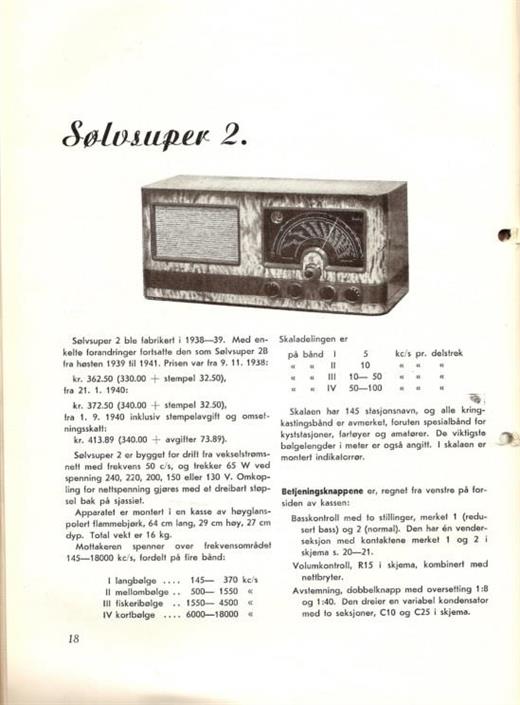 Sølvsuper 2.
Sølvsuper 2 ble fabrikert i 1938—39. Med en-
kelte forandringer fortsatte den som Sølvsuper 2B
fra høsten 1939 til 1941. Prisen var fra 9. 11. 1938:
kr. 362.50 (330.00 + stempel 32.50),
fra 21. 1. 1940:
kr. 372.50 (340.00 + stempel 32.50),
fra 1. 9. 1940 inklusiv stempelavgift og omset-
ningsskatt:
kr. 413.89 (340.00 + avgifter 73.89).
Sølvsuper 2 er bygget for drift fra vekselstrøms-
nett med frekvens 50 c/s, og trekker 65 W ved
spenning 240, 220, 200, 150 eller 130 V. Omkop-
ling for nettspenning gjøres med et dreibart støp-
sel bak på sjassiet.
Apparatet er montert i en kasse av høyglans-
polert flammebjørk, 64 cm lang, 29 cm høy, 27 cm
dyp. Total vekt er 16 kg.
Mottakeren spenner over frekvensområdet
145—18000 kc/s, fordelt på fire bånd:
I langbølge .... 145— 370 kc/s
II mellombølge .. 500— 1550 «
III fiskeribølge .. 1550— 4500 «
IV kortbølge .... 6000—18000 «
18
Skaladelingen er
på bånd I 5 kc/s pr. delstrek
« « II 10 « « «
« « III 10— 50 « « «
« « IV 50—100 « « «
Skalaen har 145 stasjonsnavn, og alle kring-
kastingsbånd er avmerket, foruten spesialbånd for
kyststasjoner, fartøyer og amatører. De viktigste
bølgelengder i meter er også angitt. I skalaen er
montert indikatorrør.
Betjeningsknappene er, regnet fra venstre på for-
siden av kassen:
Basskontroll med to stillinger, merket 1 (redu-
sert bass) og 2 (normal). Den har én vender-
seksjon med kontaktene merket 1 og 2 i
skjema s. 20—21.
Volumkontroll, R15 i skjema, kombinert med
nettbryter.
Avstemning, dobbelknapp med oversetting 1:8
og 1:40. Den dreier en variabel kondensator
med to seksjoner, C10 og C25 i skjema.